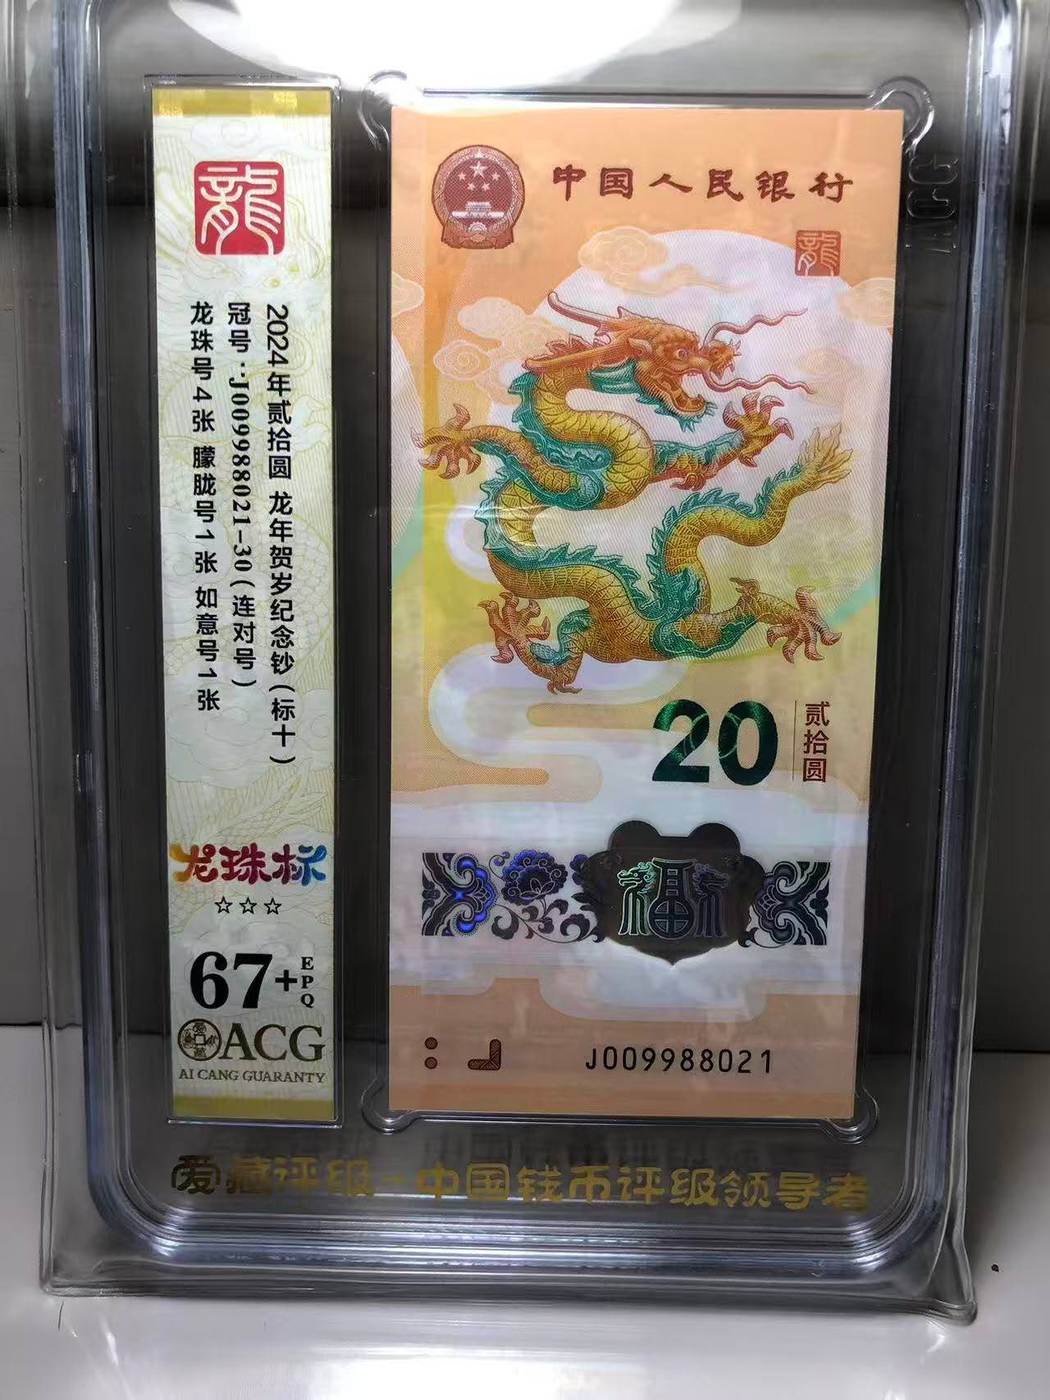 龍
2024年贰拾圆 龙年贺岁纪念钞(标十)
冠号:J009988021-30(连对号)
龙珠号4张 朦胧号1张 如意号1张
龙珠标
☆☆☆
67+
EPQ
ACG
AI CANG GUARANTY
中国人民银行
龍
20
贰拾圆
福
J009988021
爱藏评级-中国钱币评级领导者